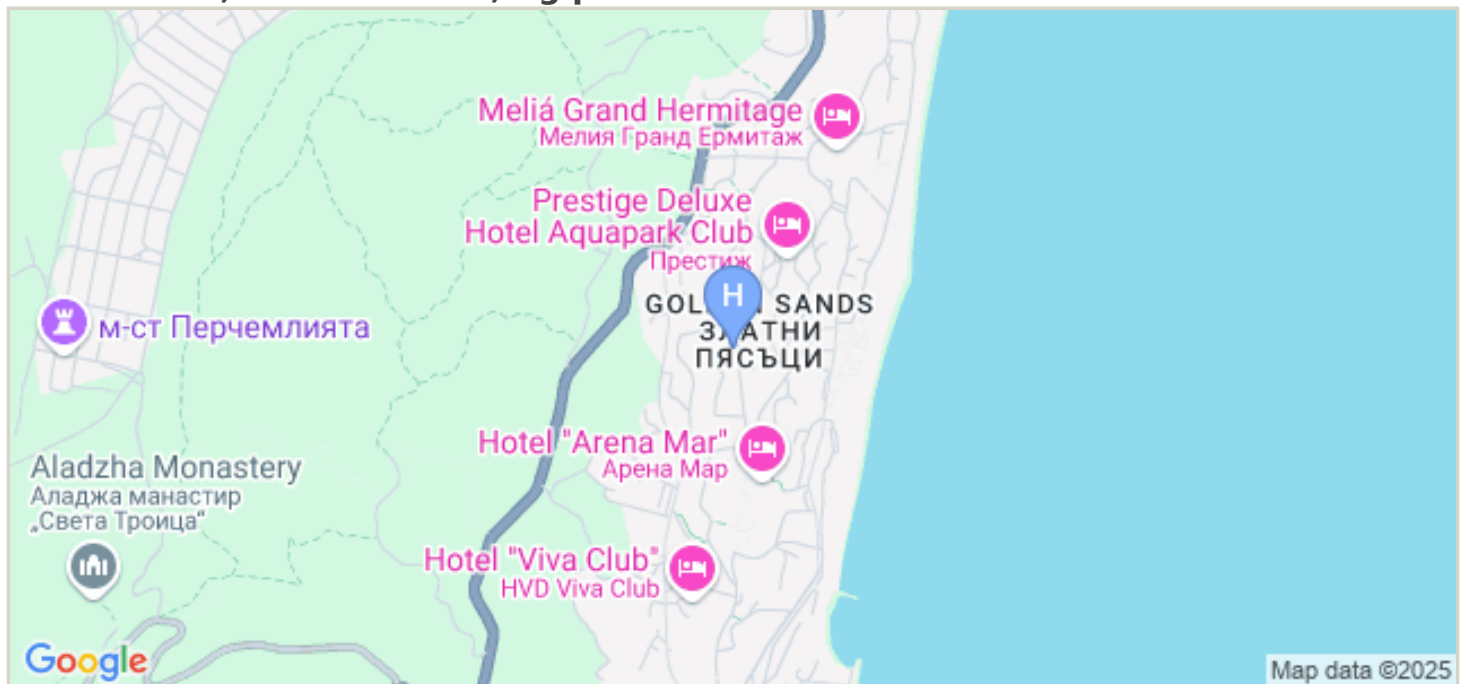 Meliá Grand Hermitage
Мелия Гранд Ермитаж
Prestige Deluxe
Hotel Aquapark Club
Престиж
H
SANDS
ПЯСЪЦИ
м-ст Перчемлията
Hotel "Arena Mar"
Арена Мар
Aladzha Monastery
Аладжа манастир
„Света Троица“
Hotel "Viva Club"
HVD Viva Club
Google
Map data ©2025